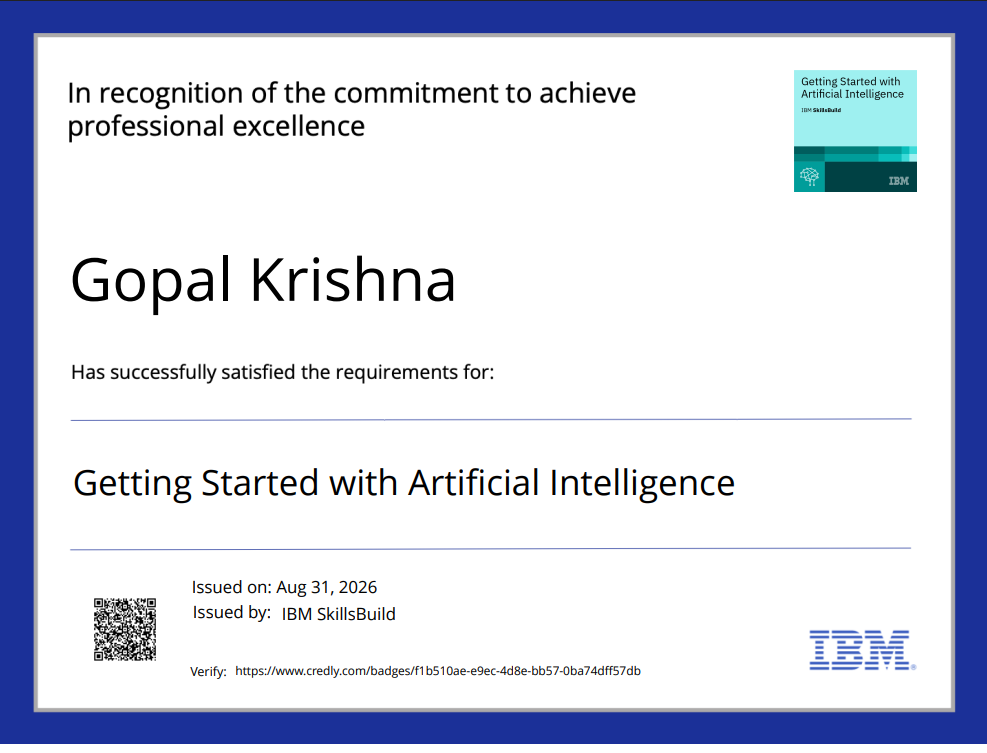 In recognition of the commitment to achieve
professional excellence
Getting Started with
Artificial Intelligence
IBM SkillsBuild
IBM
Gopal Krishna
Has successfully satisfied the requirements for:
Getting Started with Artificial Intelligence
Issued on: Aug 31, 2026
Issued by: IBM SkillsBuild
Verify: https://www.credly.com/badges/f1b510ae-e9ec-4d8e-bb57-0ba74dff57db
IBM®